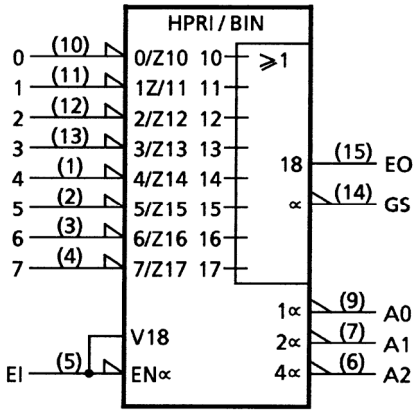 HPRI/BIN
0 (10) 0/Z10 10 ⩾1
1 (11) 1Z/11 11
2 (12) 2/Z12 12
3 (13) 3/Z13 13
4 (1) 4/Z14 14 18 (15) EO
5 (2) 5/Z15 15 ∝ (14) GS
6 (3) 6/Z16 16
7 (4) 7/Z17 17
1∝ (9) A0
V18 2∝ (7) A1
EI (5) EN∝ 4∝ (6) A2